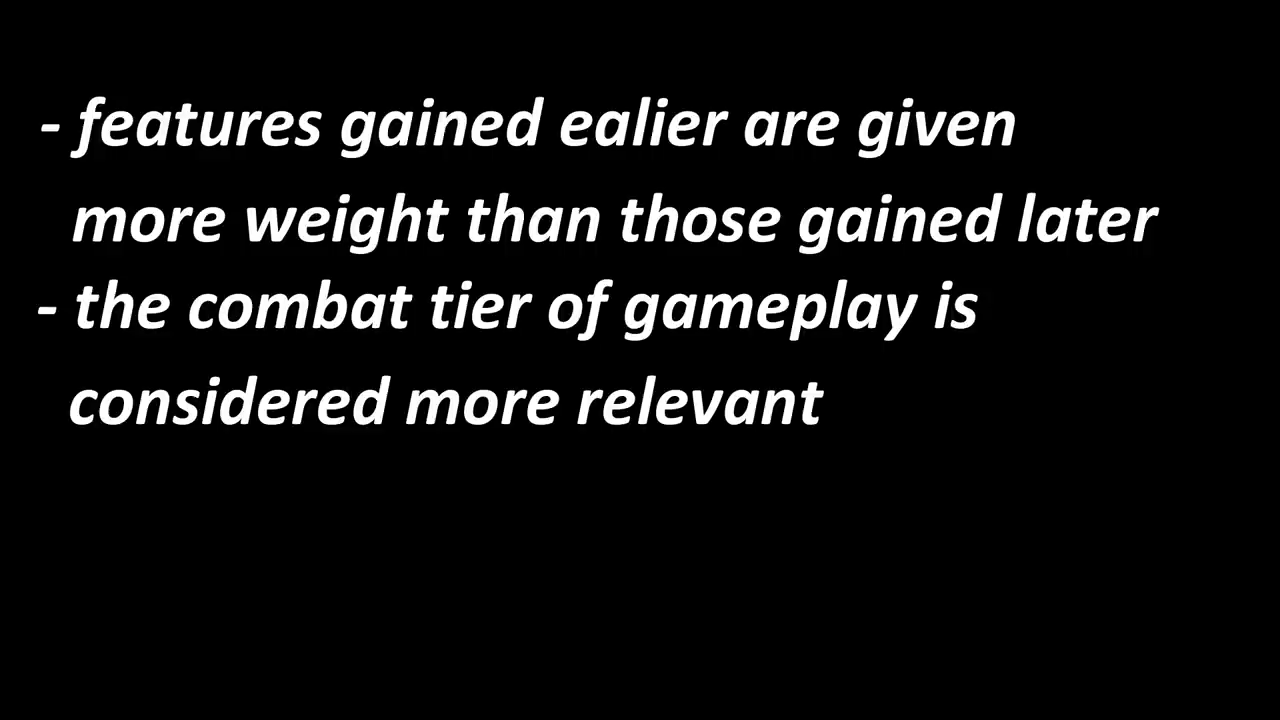 - features gained ealier are given
more weight than those gained later
- the combat tier of gameplay is
considered more relevant